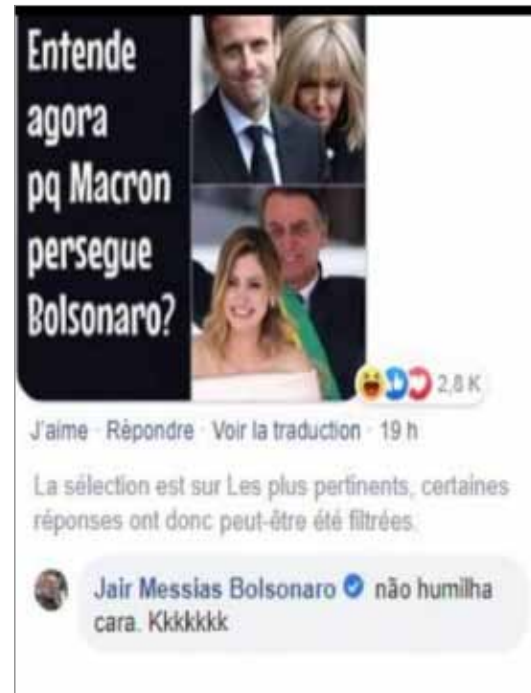 Entende
agora
pq Macron
persegue
Bolsonaro?
2,8 K
J'aime · Répondre · Voir la traduction · 19 h
La sélection est sur Les plus pertinents, certaines
réponses ont donc peut-être été filtrées.
Jair Messias Bolsonaro não humilha
cara. Kkkkkkk